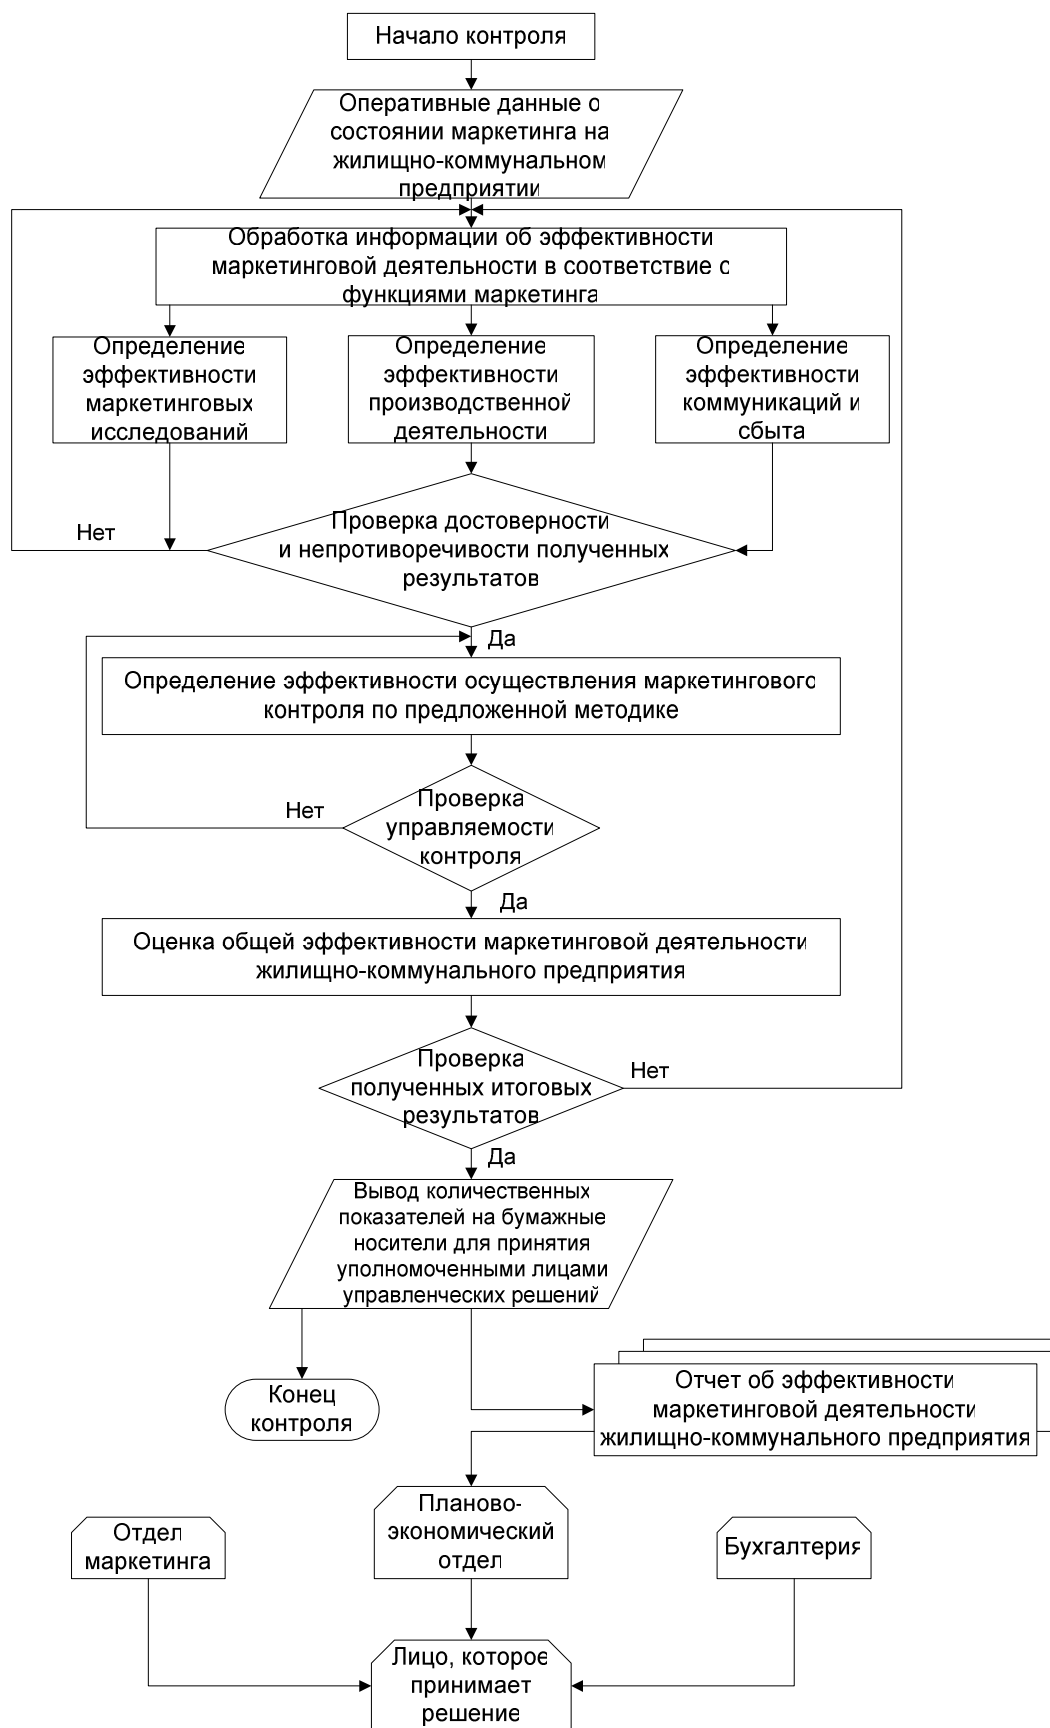 Начало контроля
Оперативные данные о
состоянии маркетинга на
жилищно-коммунальном
предприятии
Обработка информации об эффективности
маркетинговой деятельности в соответствие с
функциями маркетинга
Определение
эффективности
маркетинговых
исследований
Определение
эффективности
производственной
деятельности
Определение
эффективности
коммуникаций и
сбыта
Нет
Проверка достоверности
и непротиворечивости полученных
результатов
Да
Определение эффективности осуществления маркетингового
контроля по предложенной методике
Нет
Проверка
управляемости
контроля
Да
Оценка общей эффективности маркетинговой деятельности
жилищно-коммунального предприятия
Проверка
полученных итоговых
результатов
Нет
Да
Вывод количественных
показателей на бумажные
носители для принятия
уполномоченными лицами
управленческих решений
Конец
контроля
Отчет об эффективности
маркетинговой деятельности
жилищно-коммунального предприятия
Отдел
маркетинга
Планово-
экономический
отдел
Бухгалтерия
Лицо, которое
принимает
решение